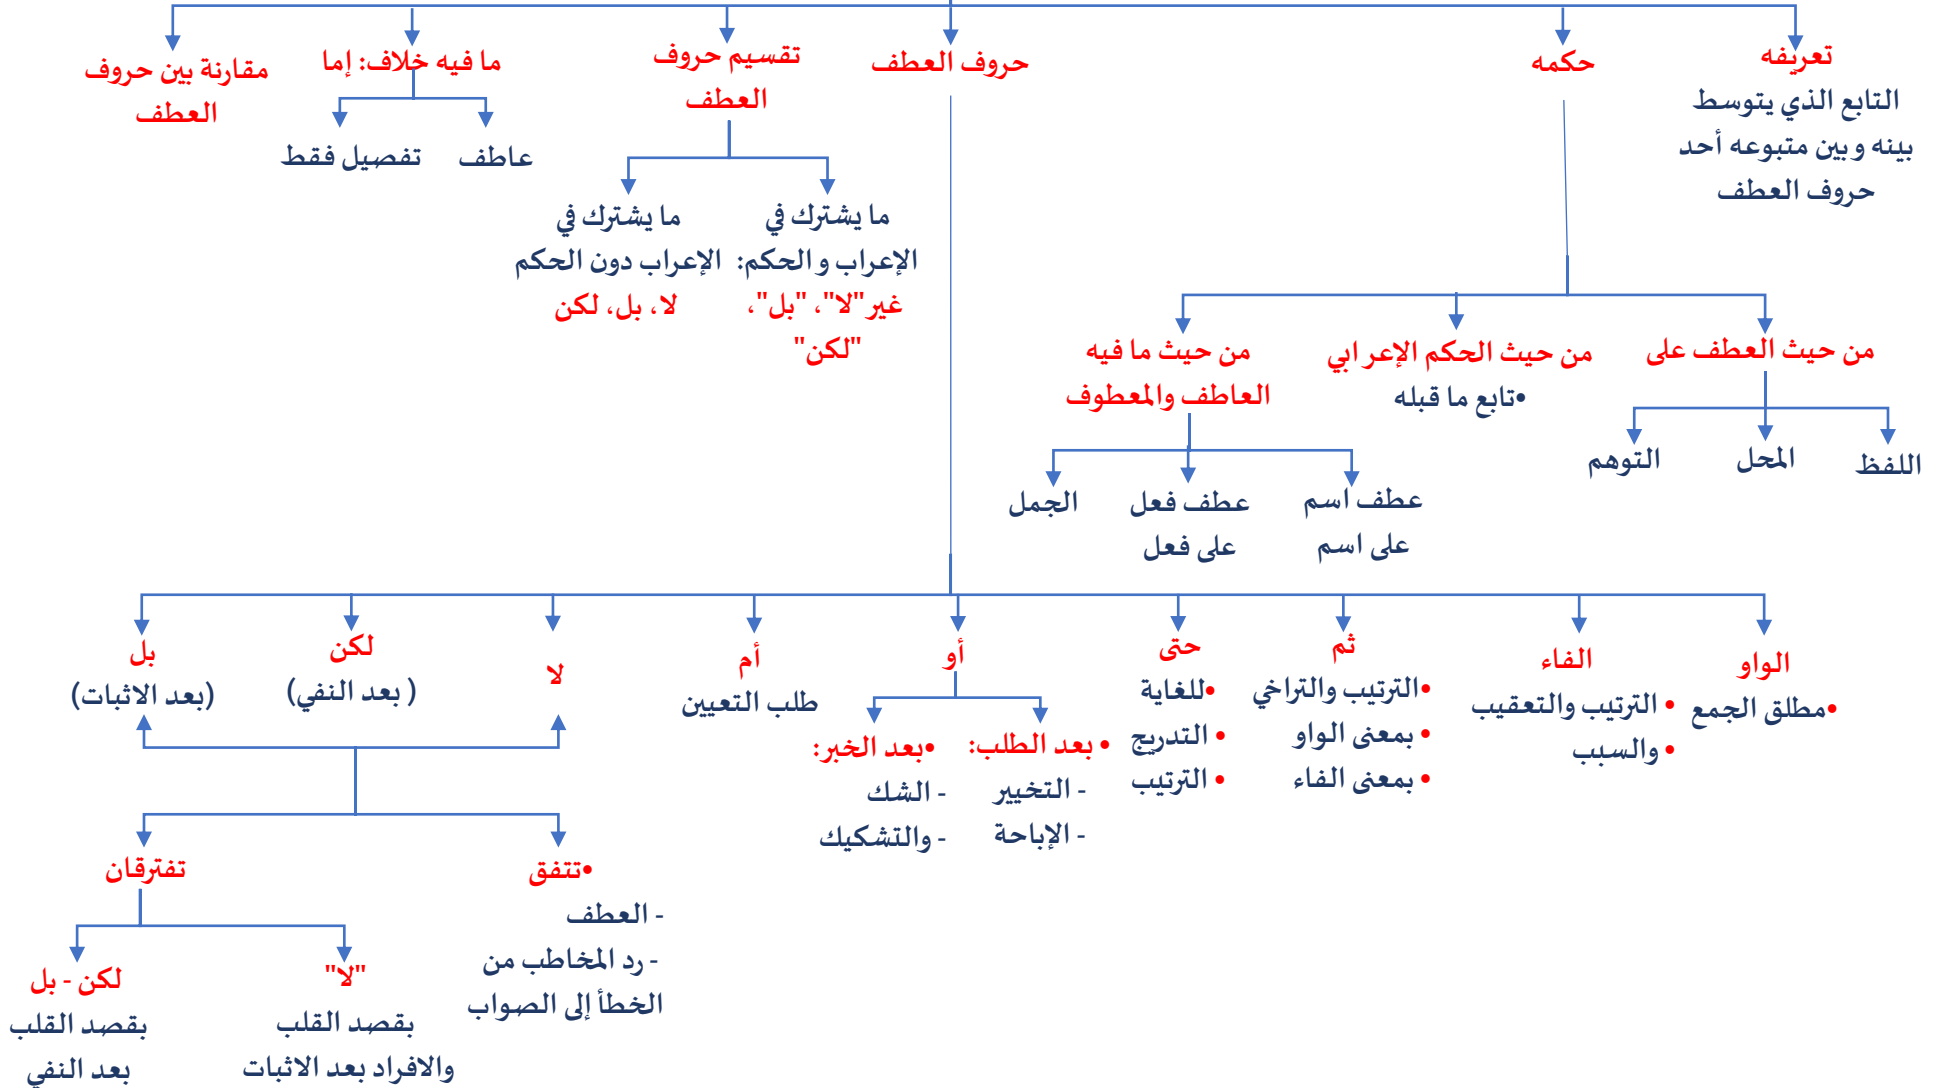 تعريفه
التابع الذي يتوسط
بينه وبين متبوعه أحد
حروف العطف
حكمه
حروف العطف
تقسيم حروف
العطف
ما فيه خلاف: إما
مقارنة بين حروف
العطف
عاطف
تفصيل فقط
ما يشترك في
الإعراب والحكم:
غير "لا"، "بل"،
"لكن"
ما يشترك في
الإعراب دون الحكم
لا، بل، لكن
من حيث العطف على
من حيث الحكم الإعرابي
•تابع ما قبله
من حيث ما فيه
العاطف والمعطوف
اللفظ
المحل
التوهم
عطف اسم
على اسم
عطف فعل
على فعل
الجمل
الواو
•مطلق الجمع
الفاء
• الترتيب والتعقيب
• والسبب
ثم
•الترتيب والتراخي
• بمعنى الواو
• بمعنى الفاء
حتى
•للغاية
• التدريج
• الترتيب
أو
• بعد الطلب:
- التخيير
- الإباحة
•بعد الخبر:
- الشك
- والتشكيك
أم
طلب التعيين
لا
لكن
( بعد النفي)
بل
(بعد الاثبات)
•تتفق
- العطف
- رد المخاطب من
الخطأ إلى الصواب
تفترقان
"لا"
بقصد القلب
والافراد بعد الاثبات
لكن - بل
بقصد القلب
بعد النفي